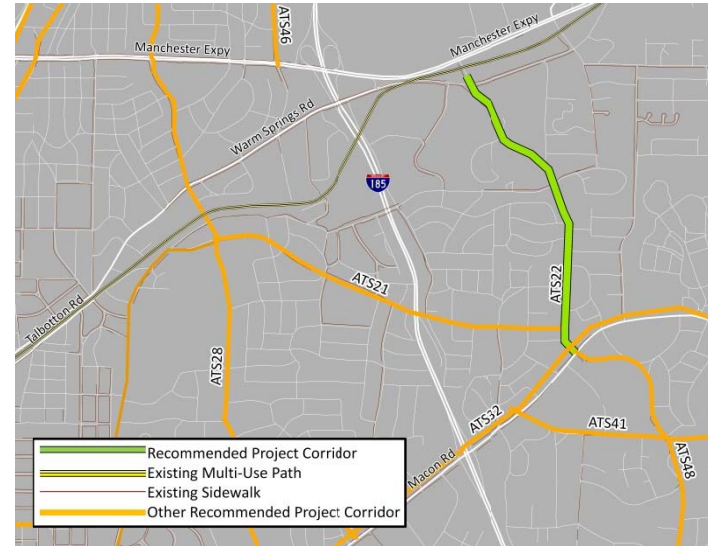 ATS46
Manchester Expy
Manchester Expy
Warm Springs Rd
185
ATS21
ATS22
Talbotton Rd
ATS28
ATS32
ATS41
Macon Rd
ATS48
Recommended Project Corridor
Existing Multi-Use Path
Existing Sidewalk
Other Recommended Project Corridor